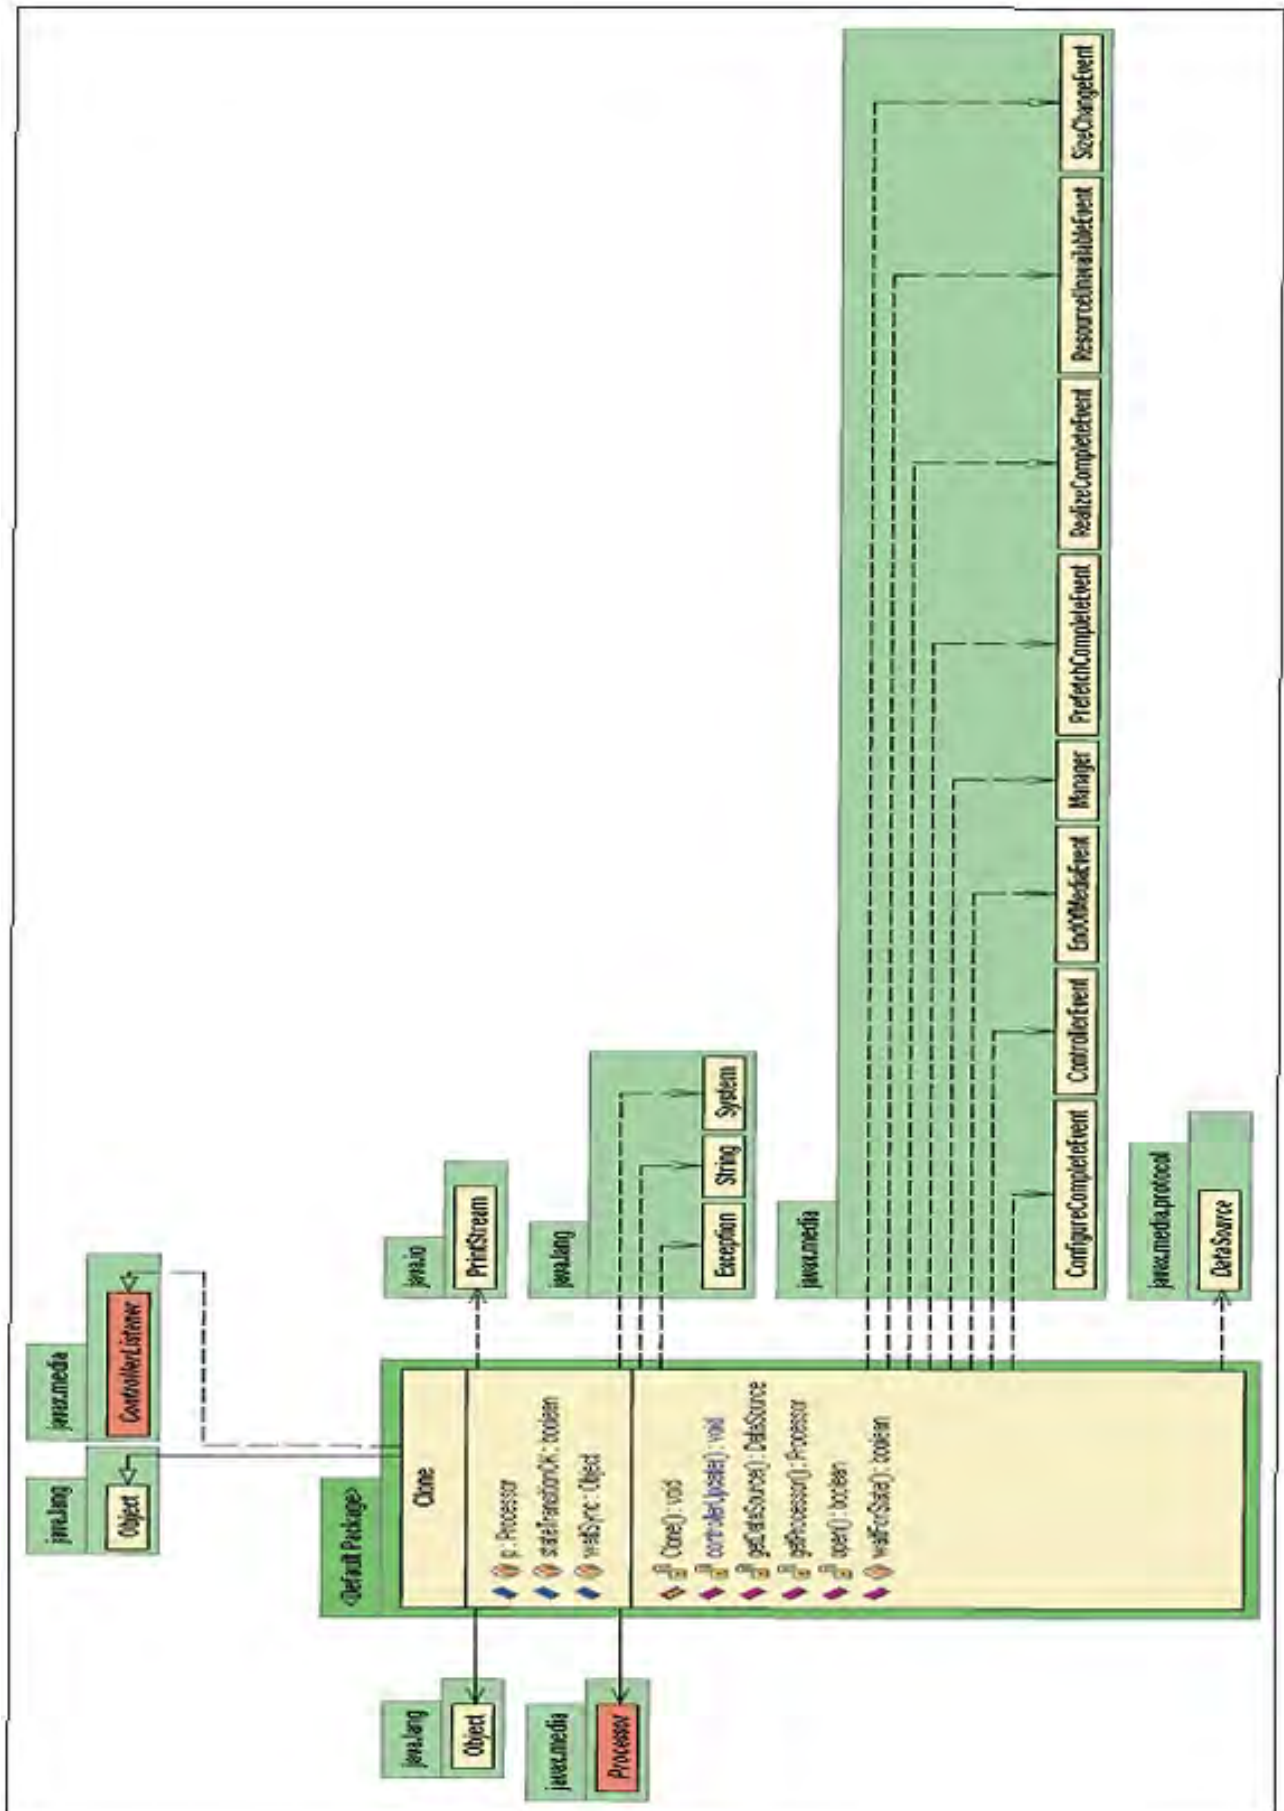 java.lang
Object
javax.media
ControllerListener
<Default Package>
Clone
p : Processor
stateTransitionOK : boolean
waitSync : Object
Clone() : void
controllerUpdate() : void
getDataSource() : DataSource
getProcessor() : Processor
open() : boolean
waitForState() : boolean
java.lang
Object
javax.media
Processor
java.io
PrintStream
java.lang
Exception
String
System
javax.media
ConfigureCompleteEvent
ControllerEvent
EndOfMediaEvent
Manager
PrefetchCompleteEvent
RealizeCompleteEvent
ResourceUnavailableEvent
SizeChangeEvent
javax.media.protocol
DataSource